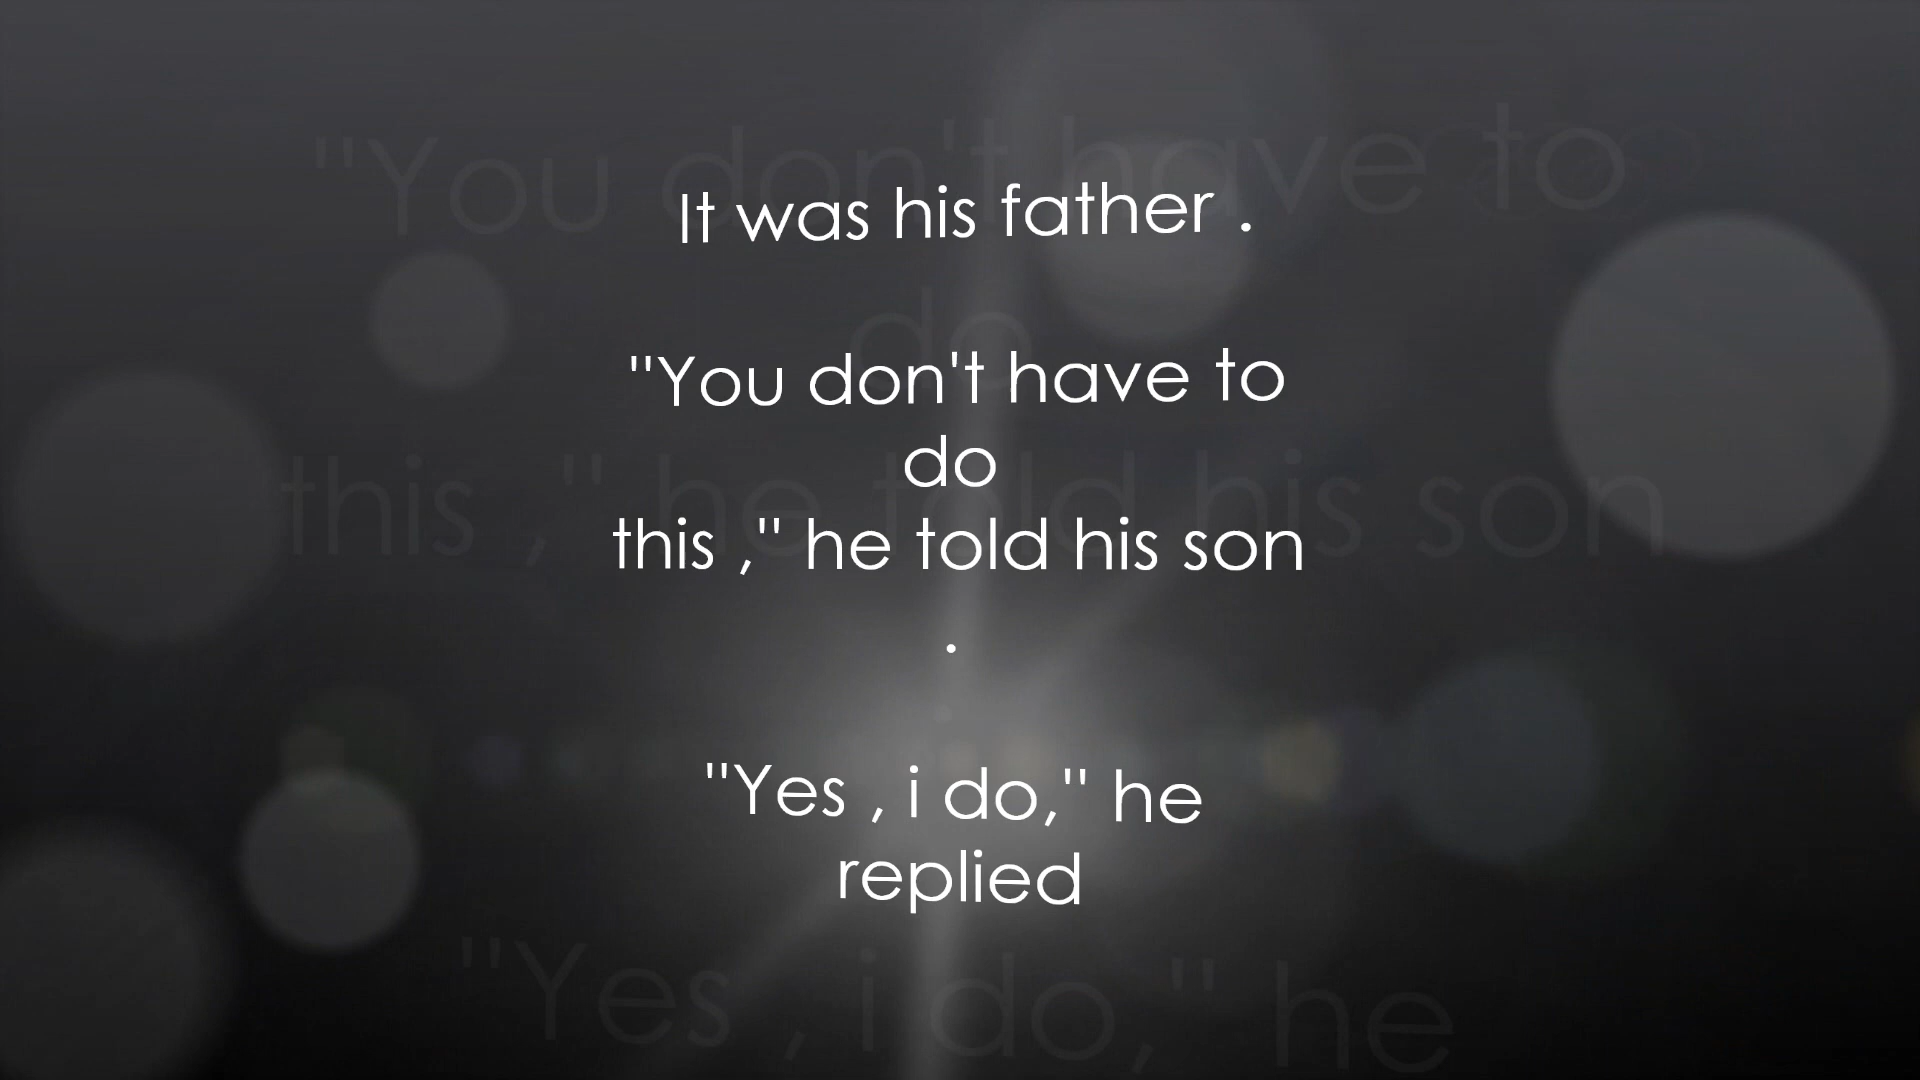 It was his father .
"You don't have to
do
this ," he told his son
.
"Yes , i do," he
replied